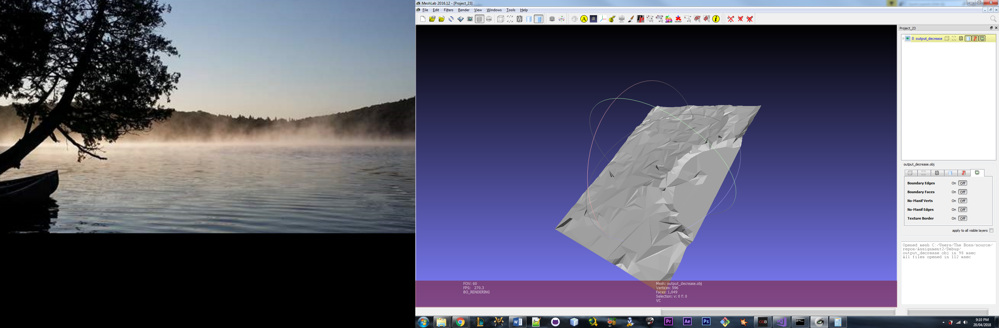 MeshLab 2016.12 - [Project_23]
File Edit Filters Render View Windows Tools Help
A
PP
GEOREF
i
Project_23
0 output_decrease
output_decrease.obj
Boundary Edges On Off
Boundary Faces On Off
No-Manif Verts On Off
No-Manif Edges On Off
Texture Border On Off
apply to all visible layers
Opened mesh C:/Users/The Boss/source/
repos/Assignment2/Debug/
output_decrease.obj in 98 msec
All files opened in 112 msec
FOV: 60
FPS: 270.3
BO_RENDERING
Mesh: output_decrease.obj
Vertices: 596
Faces: 1,049
Selection: v: 0 f: 0
VC
Pr
Ae
Ps
OSB
9:10 PM
20/04/2018